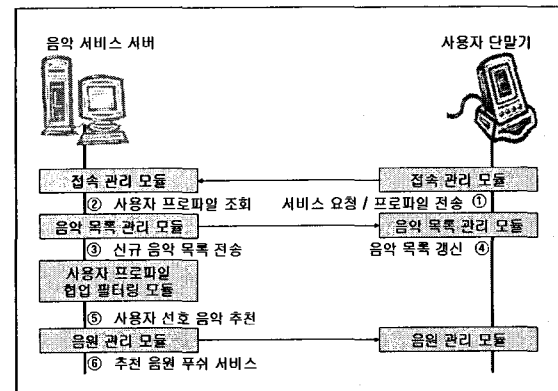 음악 서비스 서버
사용자 단말기
접속 관리 모듈
접속 관리 모듈
② 사용자 프로파일 조회
서비스 요청 / 프로파일 전송 ①
음악 목록 관리 모듈
음악 목록 관리 모듈
③ 신규 음악 목록 전송
음악 목록 갱신 ④
사용자 프로파일
협업 필터링 모듈
⑤ 사용자 선호 음악 추천
음원 관리 모듈
음원 관리 모듈
⑥ 추천 음원 푸쉬 서비스